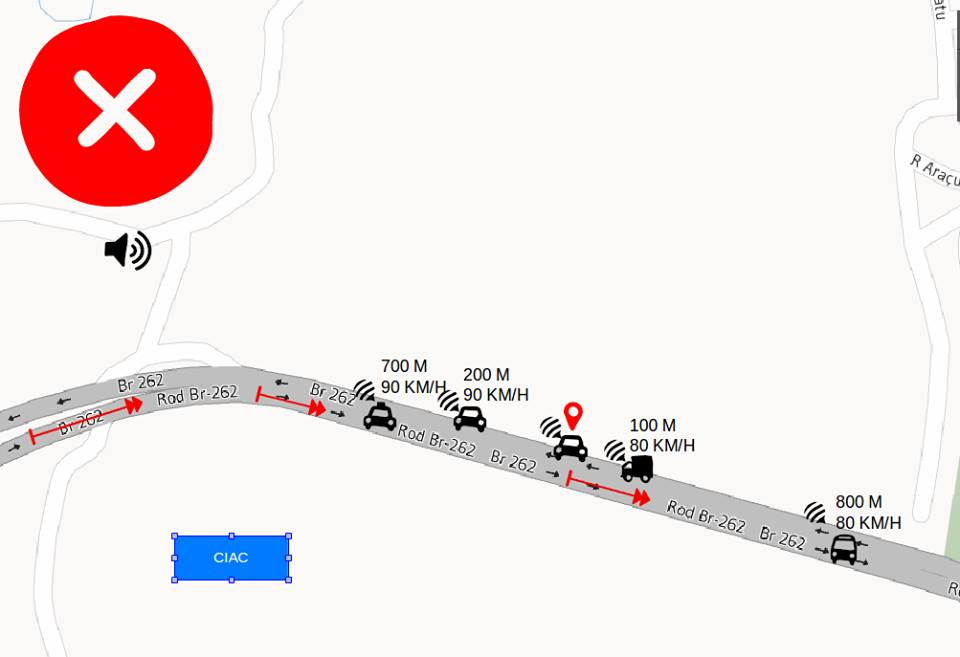 atu
R Araçu
Br 262
Rod Br-262
Br 262
Br 262
700 M
90 KM/H
200 M
90 KM/H
Rod Br-262
Br 262
100 M
80 KM/H
Rod Br-262
Br 262
800 M
80 KM/H
CIAC